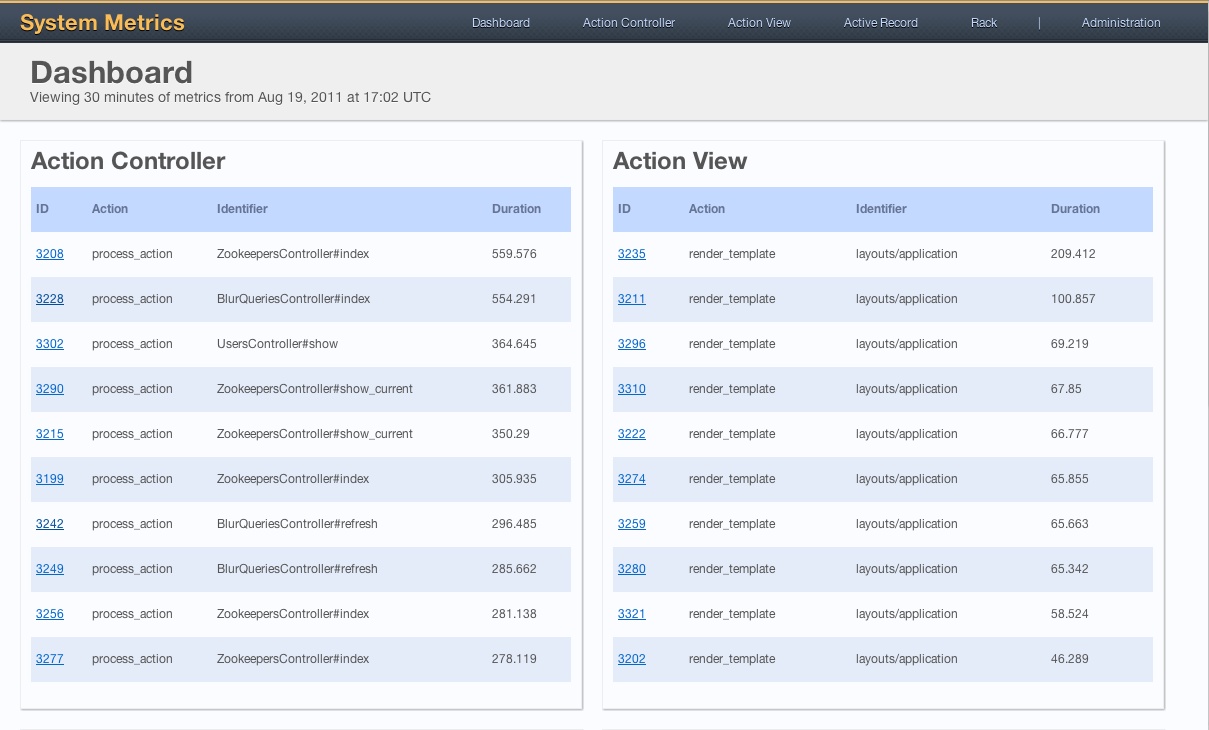 System Metrics Dashboard Action Controller Action View Active Record Rack | Administration
Dashboard
Viewing 30 minutes of metrics from Aug 19, 2011 at 17:02 UTC
Action Controller
ID Action Identifier Duration
3208 process_action ZookeepersController#index 559.576
3228 process_action BlurQueriesController#index 554.291
3302 process_action UsersController#show 364.645
3290 process_action ZookeepersController#show_current 361.883
3215 process_action ZookeepersController#show_current 350.29
3199 process_action ZookeepersController#index 305.935
3242 process_action BlurQueriesController#refresh 296.485
3249 process_action BlurQueriesController#refresh 285.662
3256 process_action ZookeepersController#index 281.138
3277 process_action ZookeepersController#index 278.119
Action View
ID Action Identifier Duration
3235 render_template layouts/application 209.412
3211 render_template layouts/application 100.857
3296 render_template layouts/application 69.219
3310 render_template layouts/application 67.85
3222 render_template layouts/application 66.777
3274 render_template layouts/application 65.855
3259 render_template layouts/application 65.663
3280 render_template layouts/application 65.342
3321 render_template layouts/application 58.524
3202 render_template layouts/application 46.289